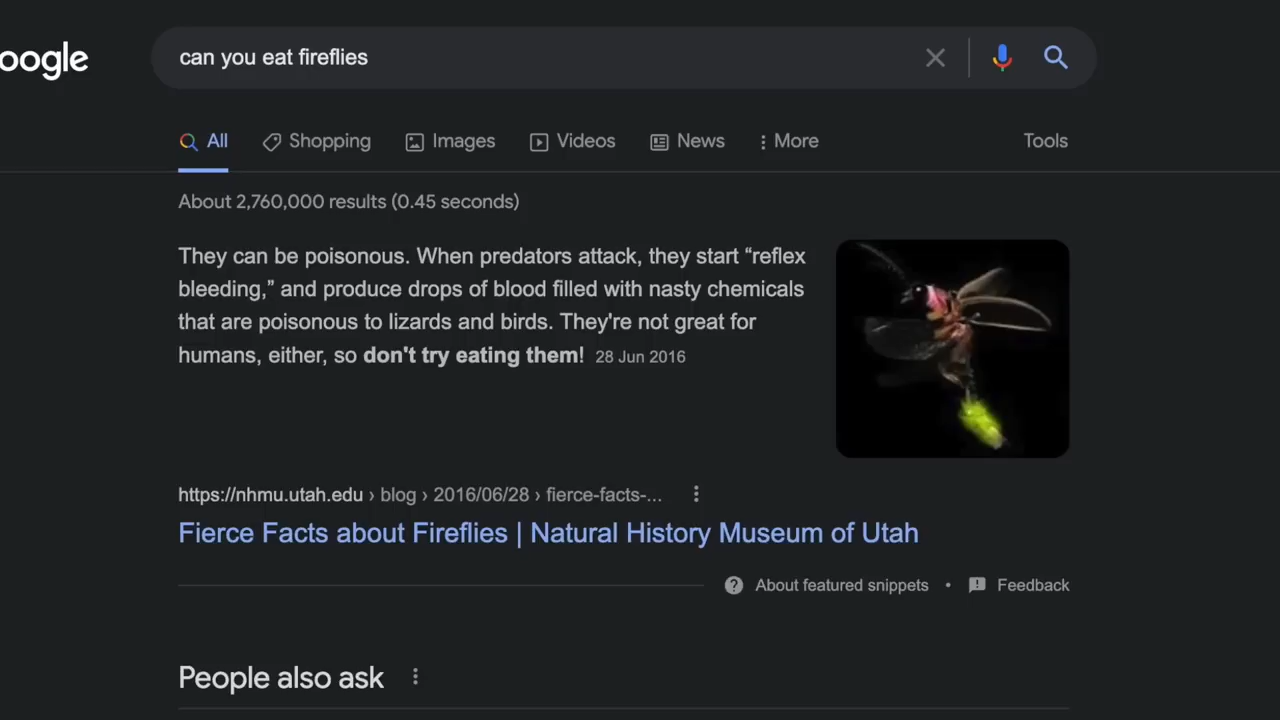 oogle
can you eat fireflies
All Shopping Images Videos News More Tools
About 2,760,000 results (0.45 seconds)
They can be poisonous. When predators attack, they start “reflex
bleeding,” and produce drops of blood filled with nasty chemicals
that are poisonous to lizards and birds. They're not great for
humans, either, so don't try eating them! 28 Jun 2016
https://nhmu.utah.edu › blog › 2016/06/28 › fierce-facts-...
Fierce Facts about Fireflies | Natural History Museum of Utah
About featured snippets • Feedback
People also ask